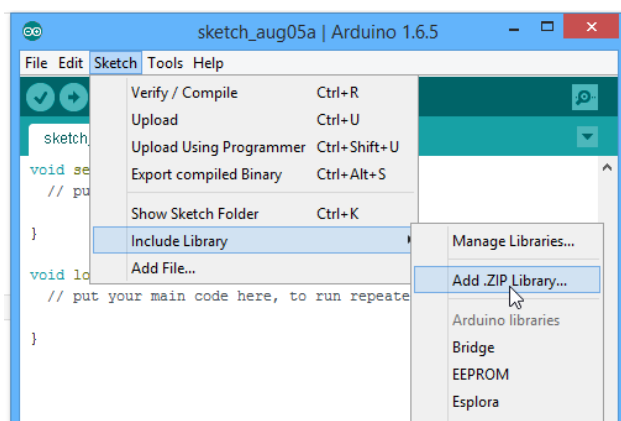 sketch_aug05a | Arduino 1.6.5
File Edit Sketch Tools Help
Verify / Compile Ctrl+R
Upload Ctrl+U
Upload Using Programmer Ctrl+Shift+U
Export compiled Binary Ctrl+Alt+S
Show Sketch Folder Ctrl+K
Include Library
Add File...
Manage Libraries...
Add .ZIP Library...
Arduino libraries
Bridge
EEPROM
Esplora
sketch_
void se
// pu
}
void lo
// put your main code here, to run repeate
}